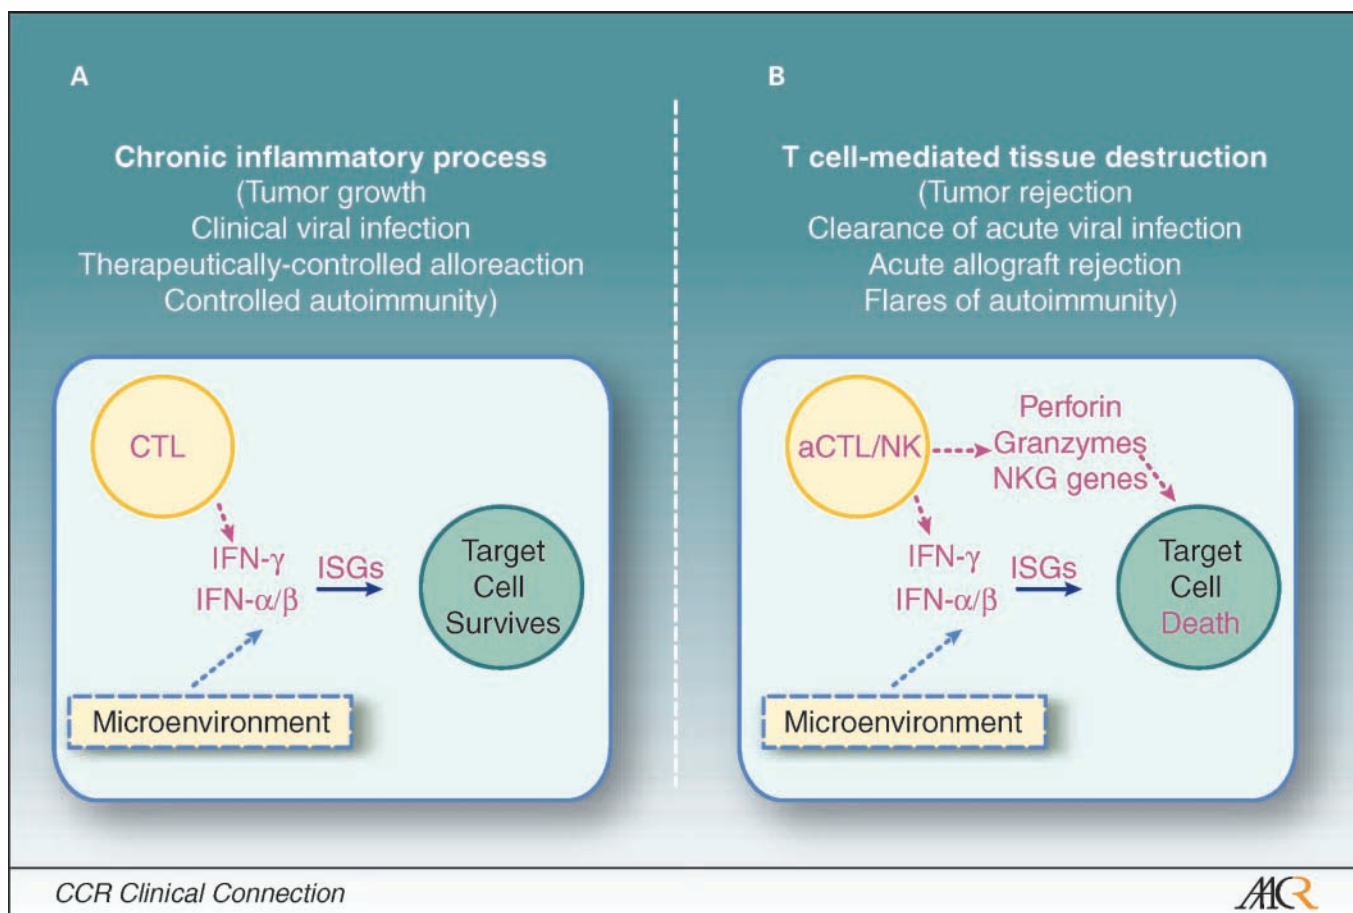 A
Chronic inflammatory process
(Tumor growth
Clinical viral infection
Therapeutically-controlled alloreaction
Controlled autoimmunity)
CTL
IFN-γ
IFN-α/β
ISGs
Target
Cell
Survives
Microenvironment
B
T cell-mediated tissue destruction
(Tumor rejection
Clearance of acute viral infection
Acute allograft rejection
Flares of autoimmunity)
aCTL/NK
Perforin
Granzymes
NKG genes
IFN-γ
IFN-α/β
ISGs
Target
Cell
Death
Microenvironment
CCR Clinical Connection
AACR